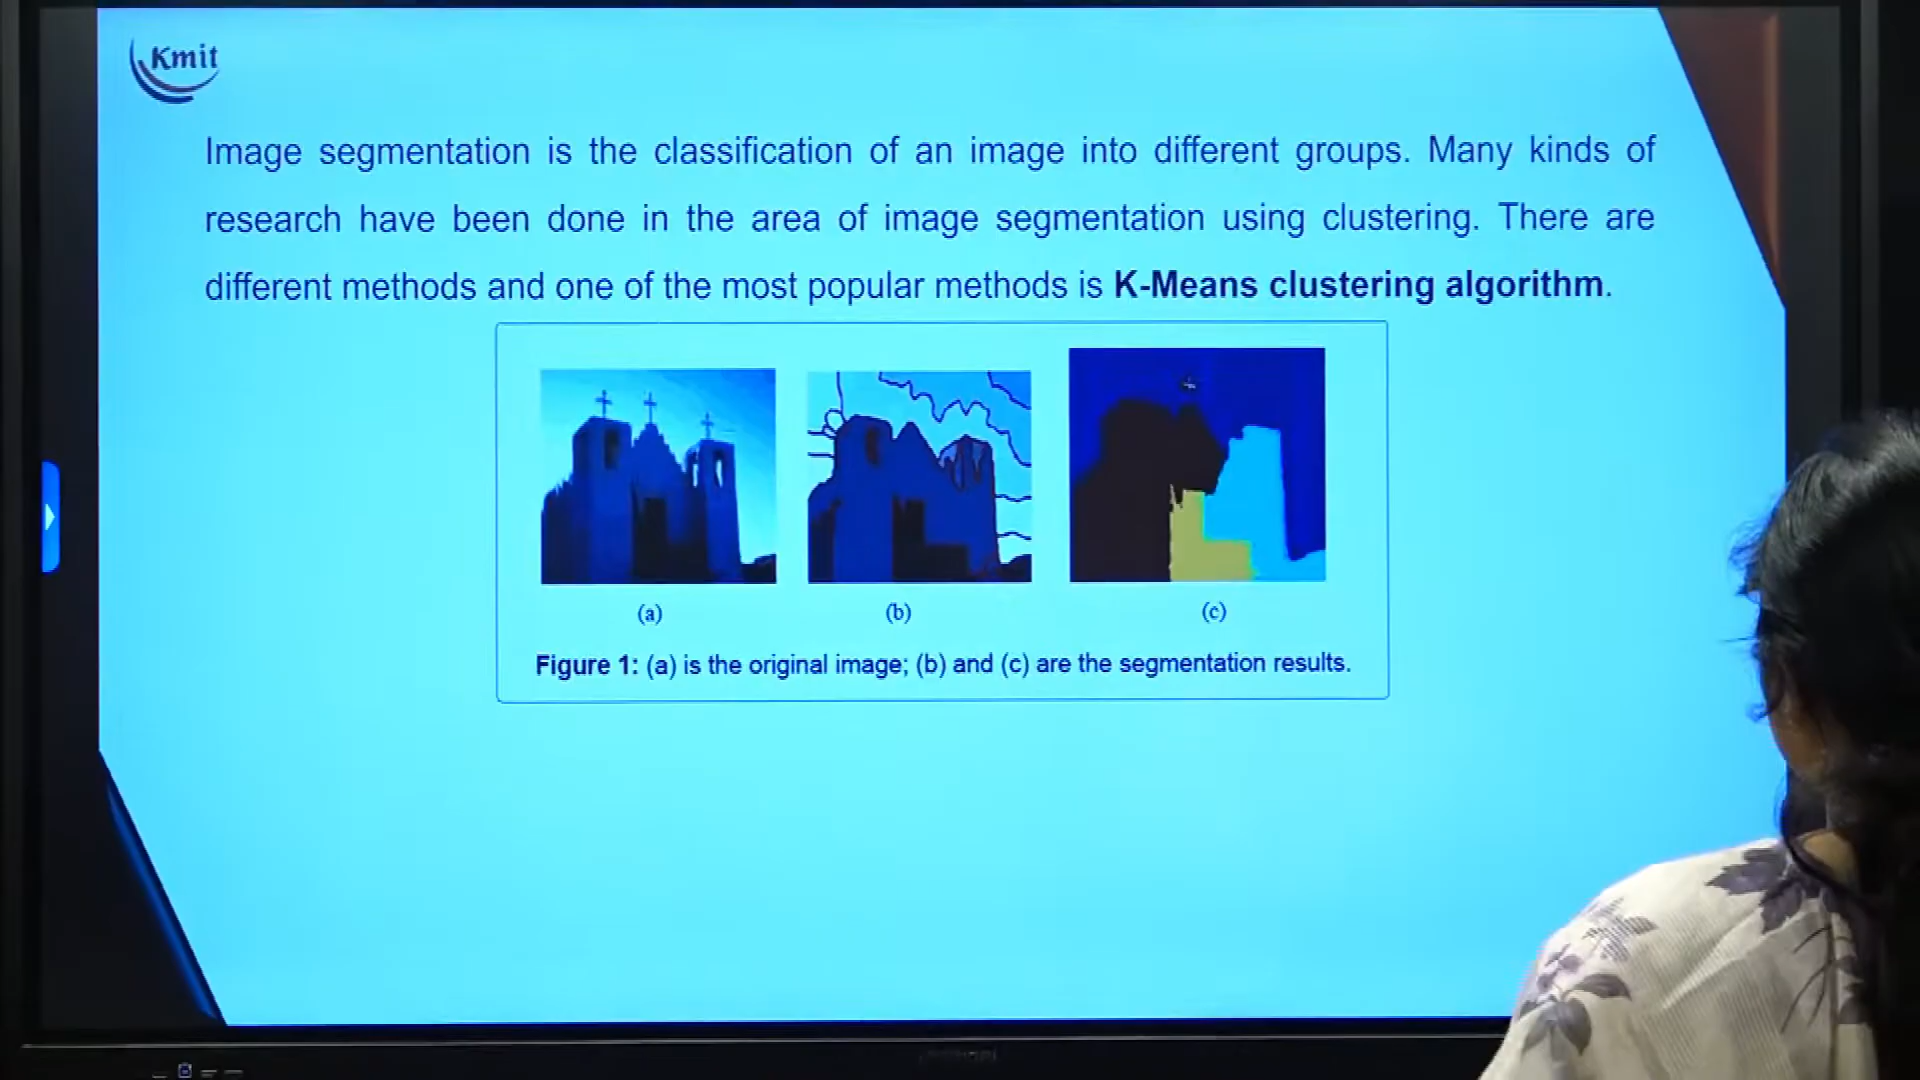 Kmit
Image segmentation is the classification of an image into different groups. Many kinds of
research have been done in the area of image segmentation using clustering. There are
different methods and one of the most popular methods is K-Means clustering algorithm.
(a) (b) (c)
Figure 1: (a) is the original image; (b) and (c) are the segmentation results.